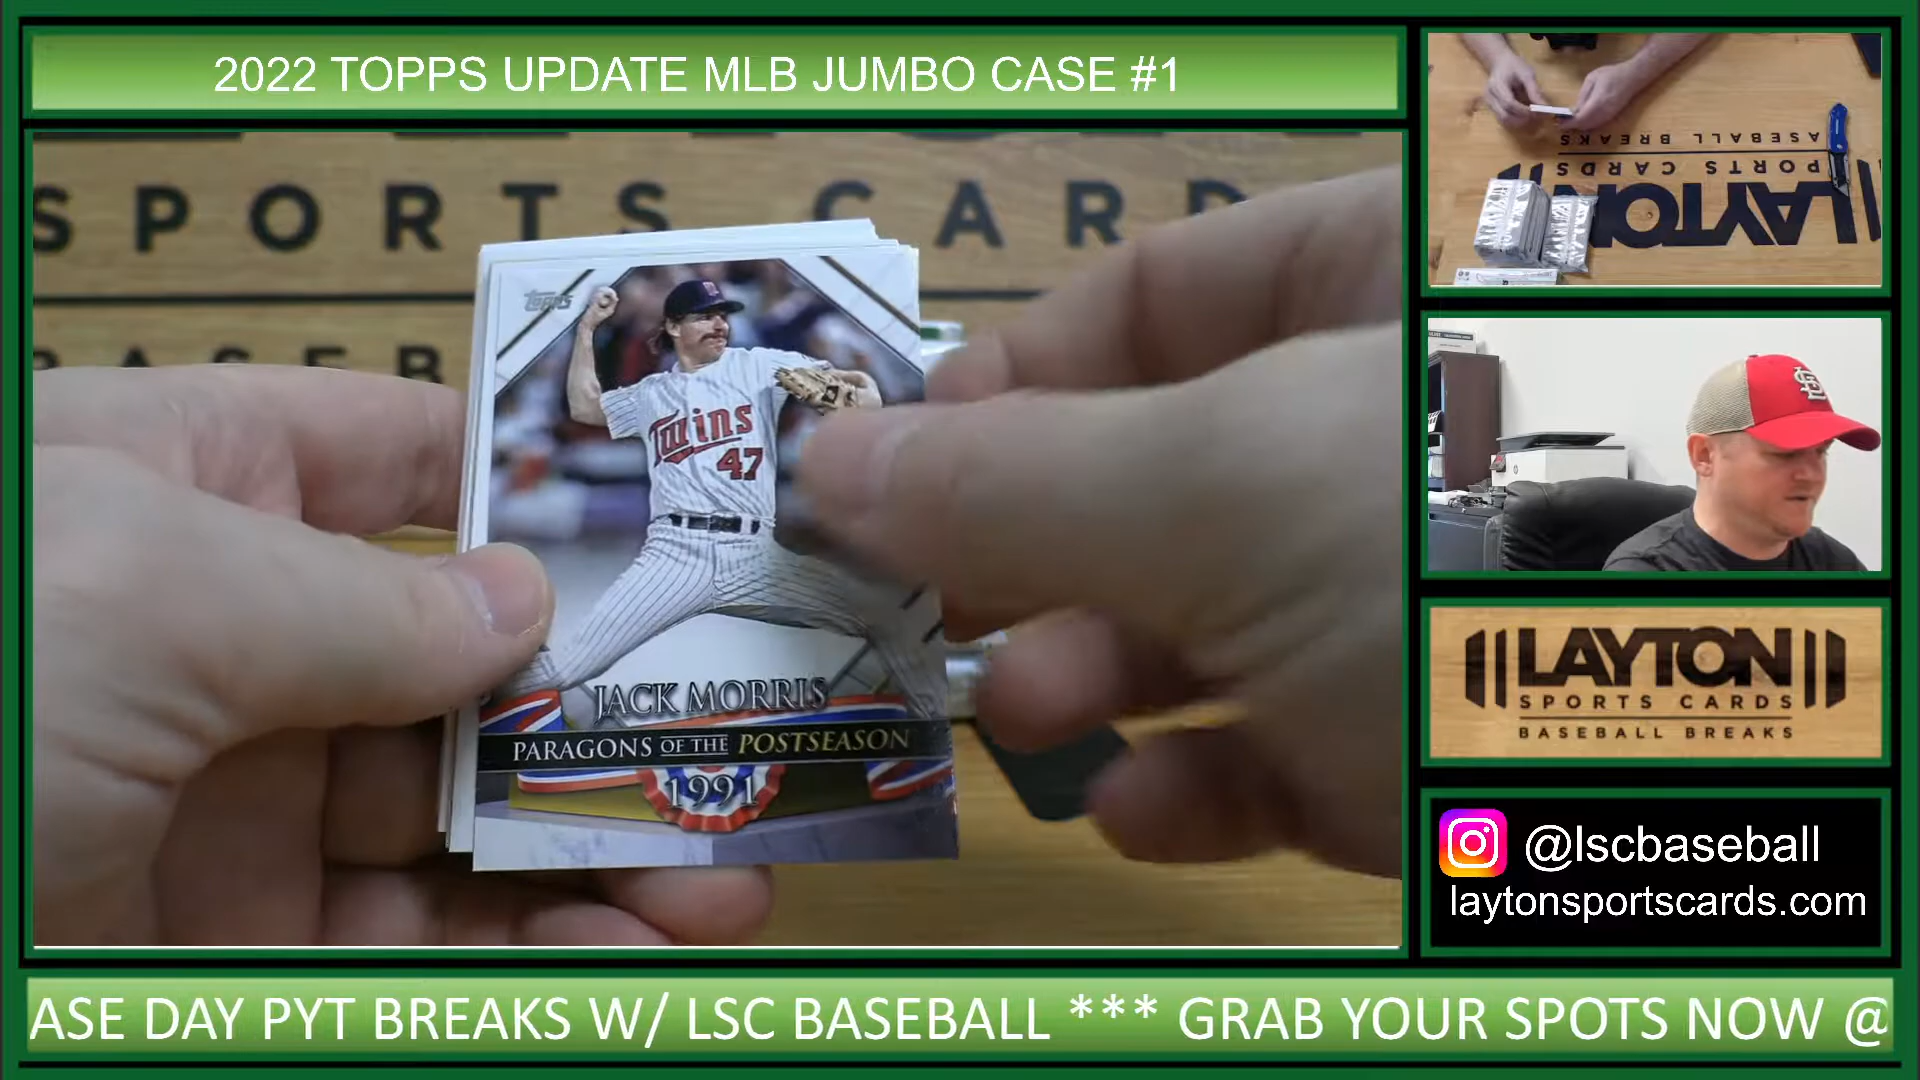 2022 TOPPS UPDATE MLB JUMBO CASE #1
SPORTS CARD
BASEB
Topps
Twins
47
JACK MORRIS
PARAGONS OF THE POSTSEASON
1991
ASEBALL BREAKS
PORTS CARDS
LAYTON
LAYTON
SPORTS CARDS
BASEBALL BREAKS
@lscbaseball
laytonsportscards.com
ASE DAY PYT BREAKS W/ LSC BASEBALL *** GRAB YOUR SPOTS NOW @